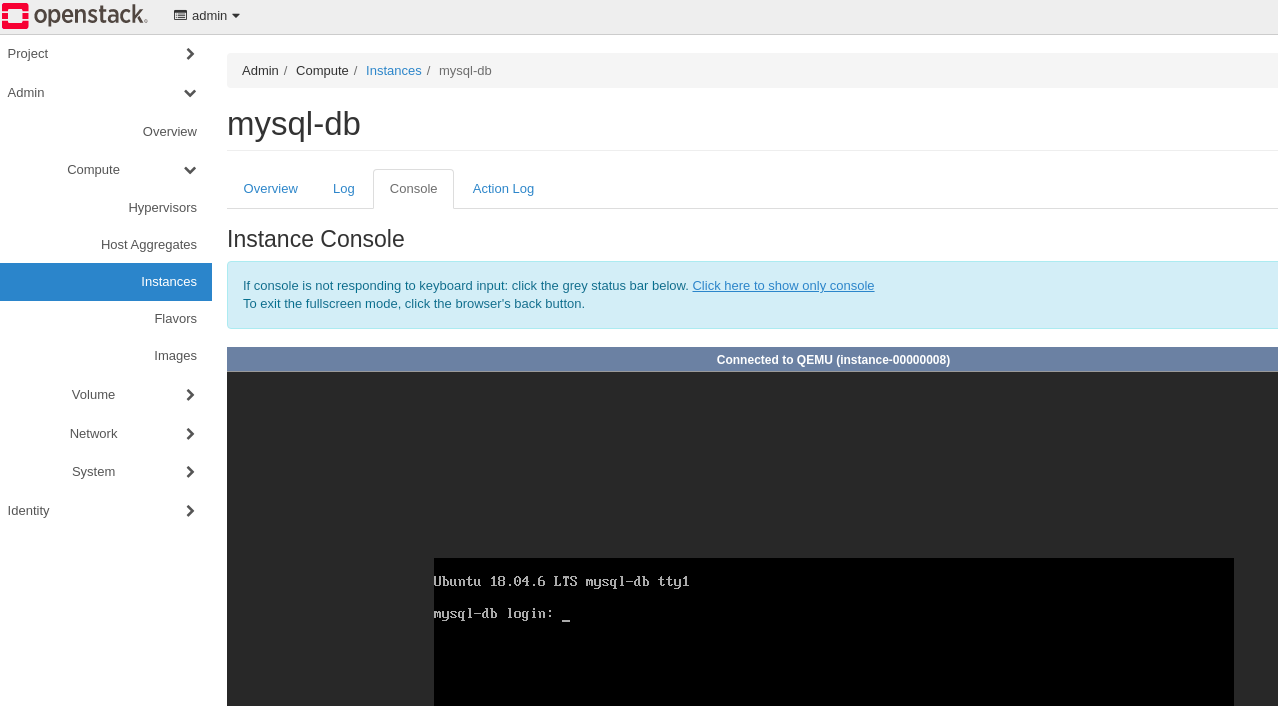 openstack.
admin
Project
Admin
Overview
Compute
Hypervisors
Host Aggregates
Instances
Flavors
Images
Volume
Network
System
Identity
Admin / Compute / Instances / mysql-db
mysql-db
Overview Log Console Action Log
Instance Console
If console is not responding to keyboard input: click the grey status bar below. Click here to show only console
To exit the fullscreen mode, click the browser's back button.
Connected to QEMU (instance-00000008)
Ubuntu 18.04.6 LTS mysql-db tty1
mysql-db login: _